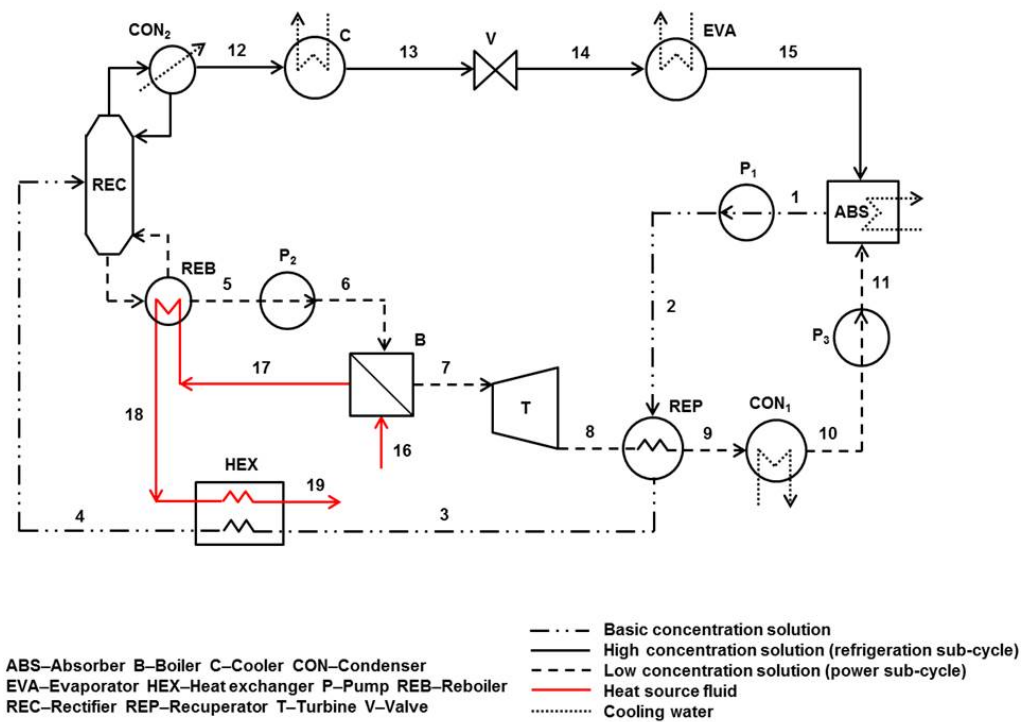 CON₂
12
C
13
V
14
EVA
15
REC
P₁
1
ABS
REB
5
P₂
6
2
11
P₃
B
17
7
T
REP
CON₁
18
8
9
10
16
HEX
19
4
3
ABS–Absorber B–Boiler C–Cooler CON–Condenser
EVA–Evaporator HEX–Heat exchanger P–Pump REB–Reboiler
REC–Rectifier REP–Recuperator T–Turbine V–Valve
Basic concentration solution
High concentration solution (refrigeration sub-cycle)
Low concentration solution (power sub-cycle)
Heat source fluid
Cooling water